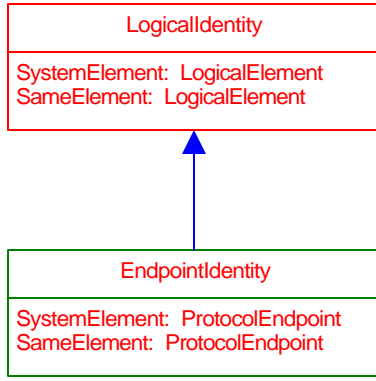 LogicalIdentity
SystemElement: LogicalElement
SameElement: LogicalElement
EndpointIdentity
SystemElement: ProtocolEndpoint
SameElement: ProtocolEndpoint